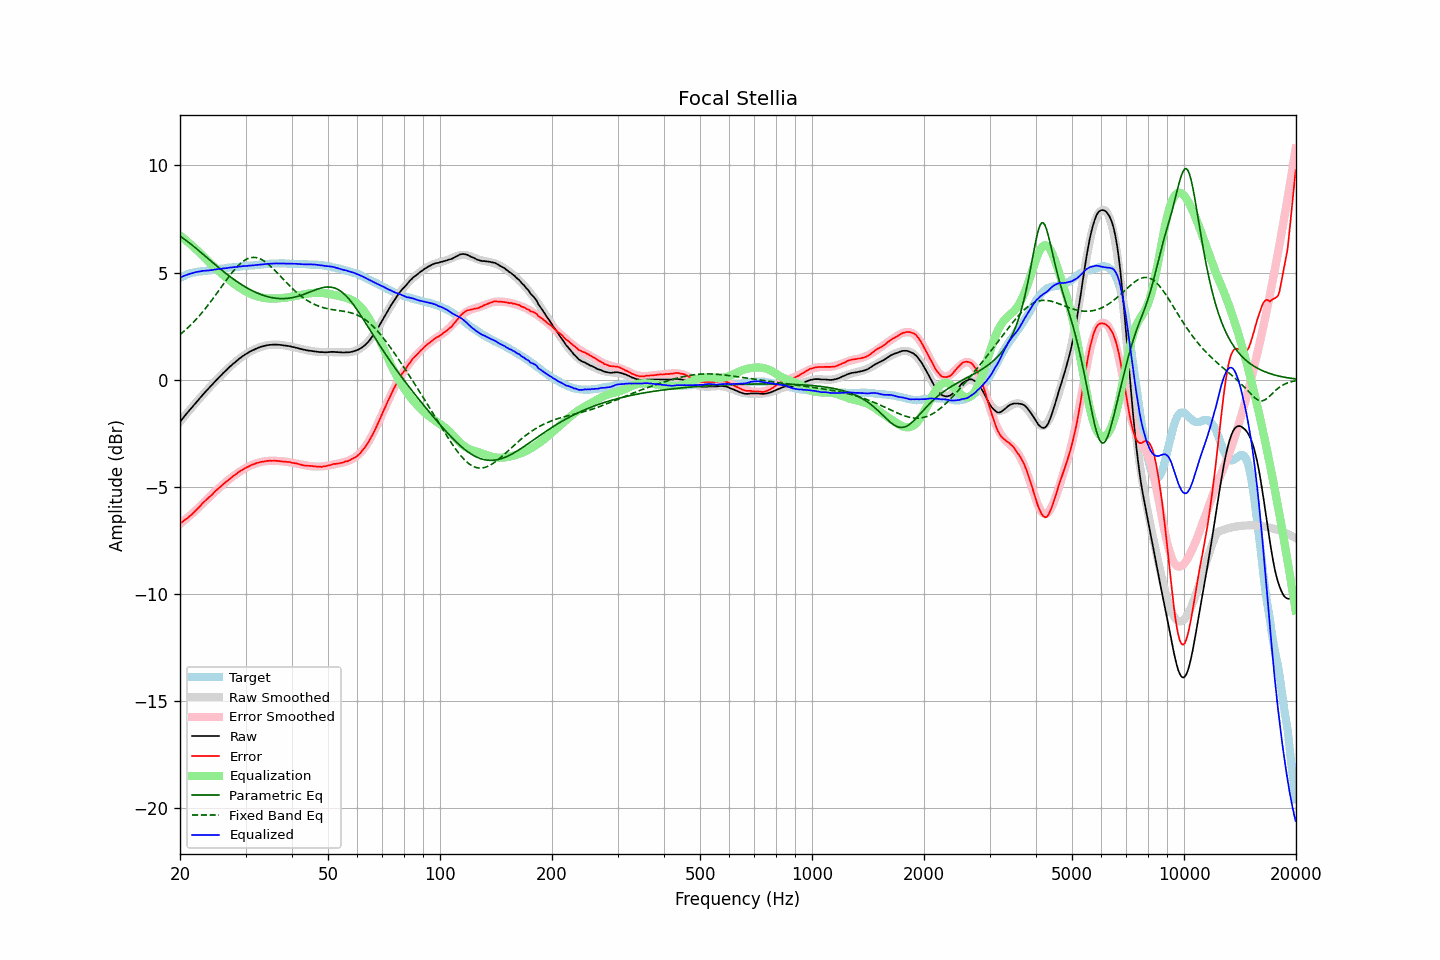 Focal Stellia
Amplitude (dBr)
10
5
0
−5
−10
−15
−20
Target
Raw Smoothed
Error Smoothed
Raw
Error
Equalization
Parametric Eq
Fixed Band Eq
Equalized
20 50 100 200 500 1000 2000 5000 10000 20000
Frequency (Hz)